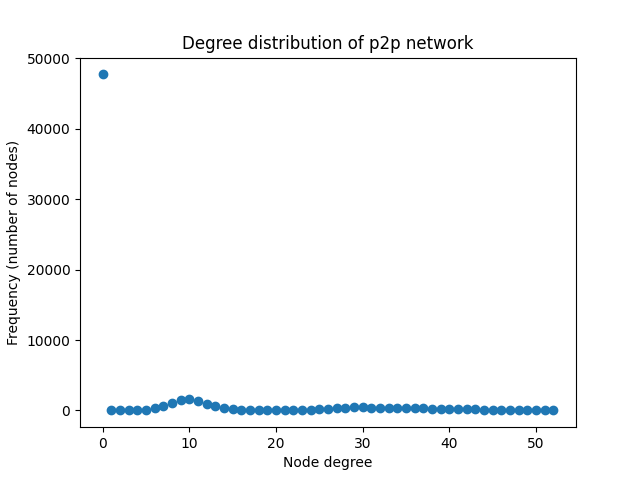 Degree distribution of p2p network
50000
40000
30000
20000
10000
0
Frequency (number of nodes)
0 10 20 30 40 50
Node degree